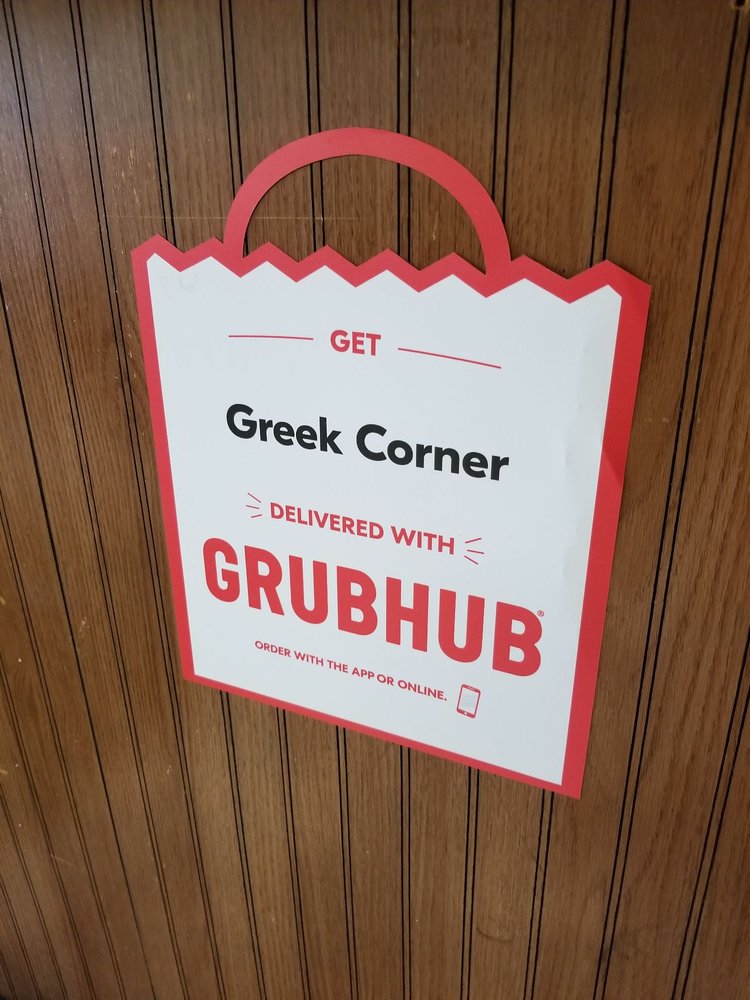 GET
Greek Corner
DELIVERED WITH
GRUBHUB®
ORDER WITH THE APP OR ONLINE.